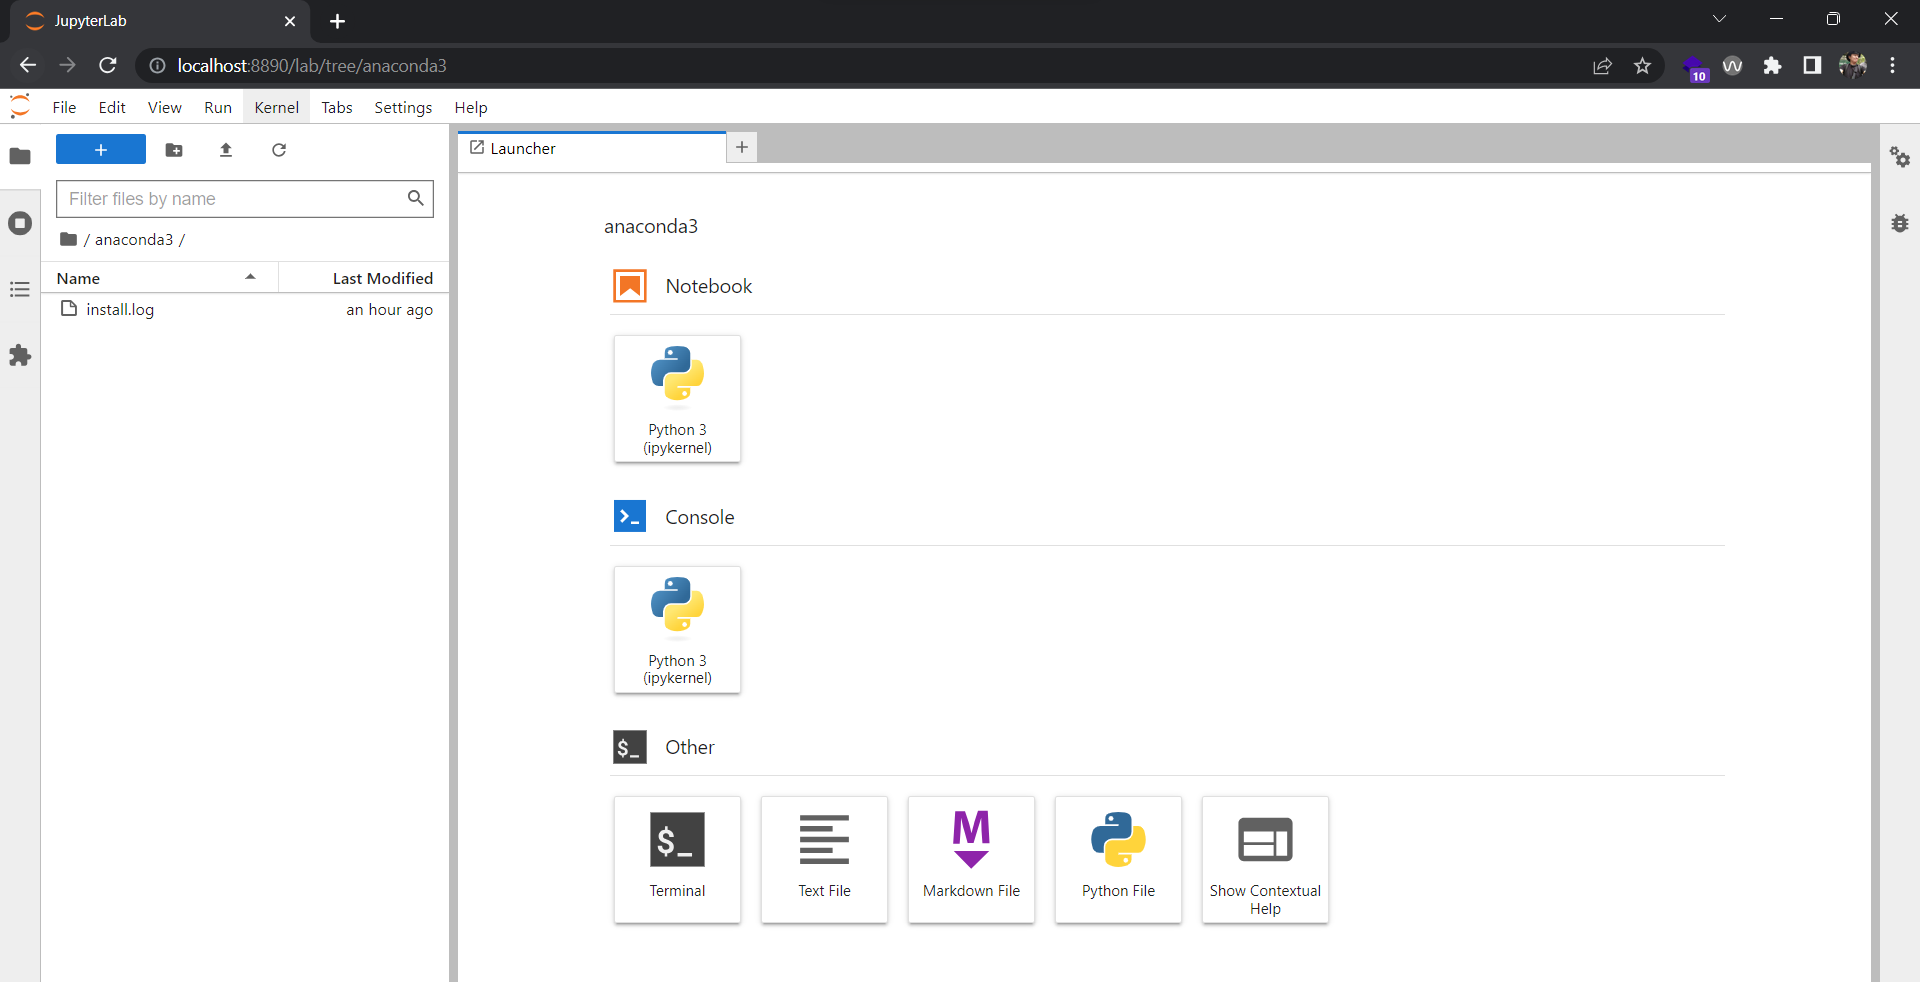 JupyterLab
localhost:8890/lab/tree/anaconda3
10
File Edit View Run Kernel Tabs Settings Help
Launcher
Filter files by name
/ anaconda3 /
Name Last Modified
install.log an hour ago
anaconda3
Notebook
Python 3
(ipykernel)
Console
Python 3
(ipykernel)
$_ Other
$_
M
Terminal Text File Markdown File Python File Show Contextual
Help